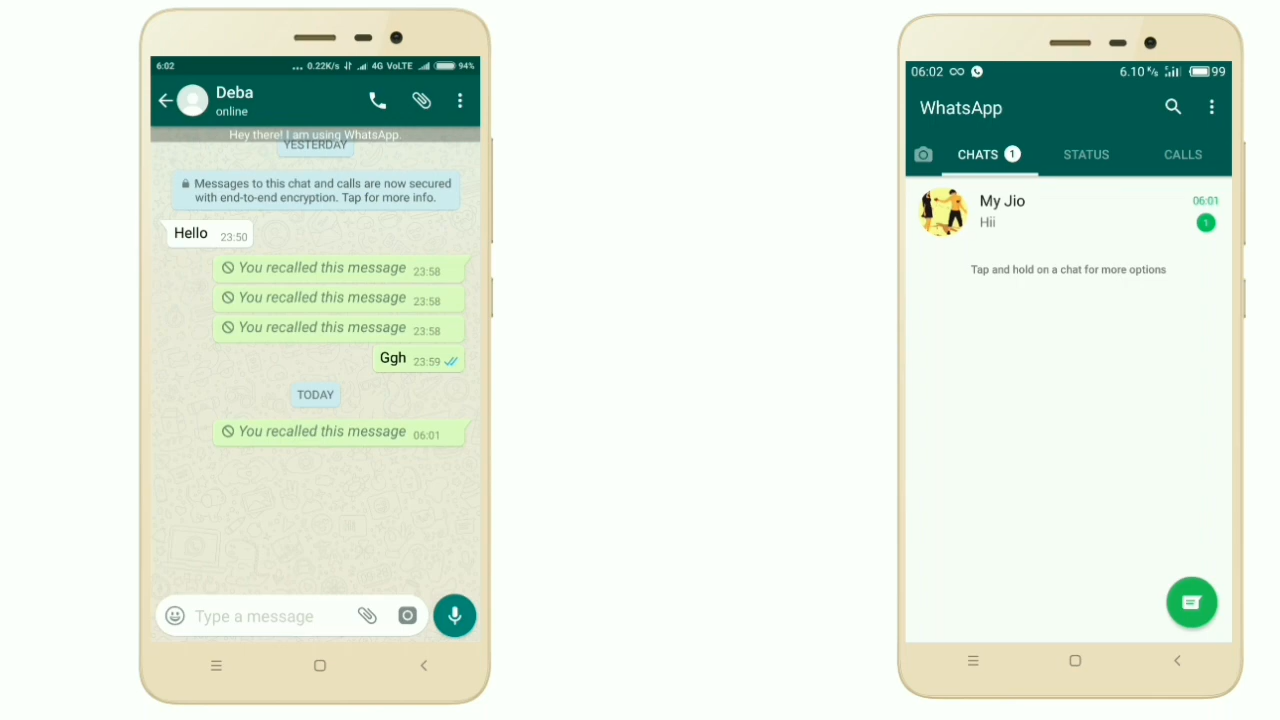 6:02
... 0.22K/s 4G VoLTE 94%
Deba
online
Hey there! I am using WhatsApp.
YESTERDAY
Messages to this chat and calls are now secured
with end-to-end encryption. Tap for more info.
Hello 23:50
You recalled this message 23:58
You recalled this message 23:58
You recalled this message 23:58
Ggh 23:59
TODAY
You recalled this message 06:01
Type a message
06:02 6.10 K/s 99
WhatsApp
CHATS 1 STATUS CALLS
My Jio 06:01
Hii 1
Tap and hold on a chat for more options